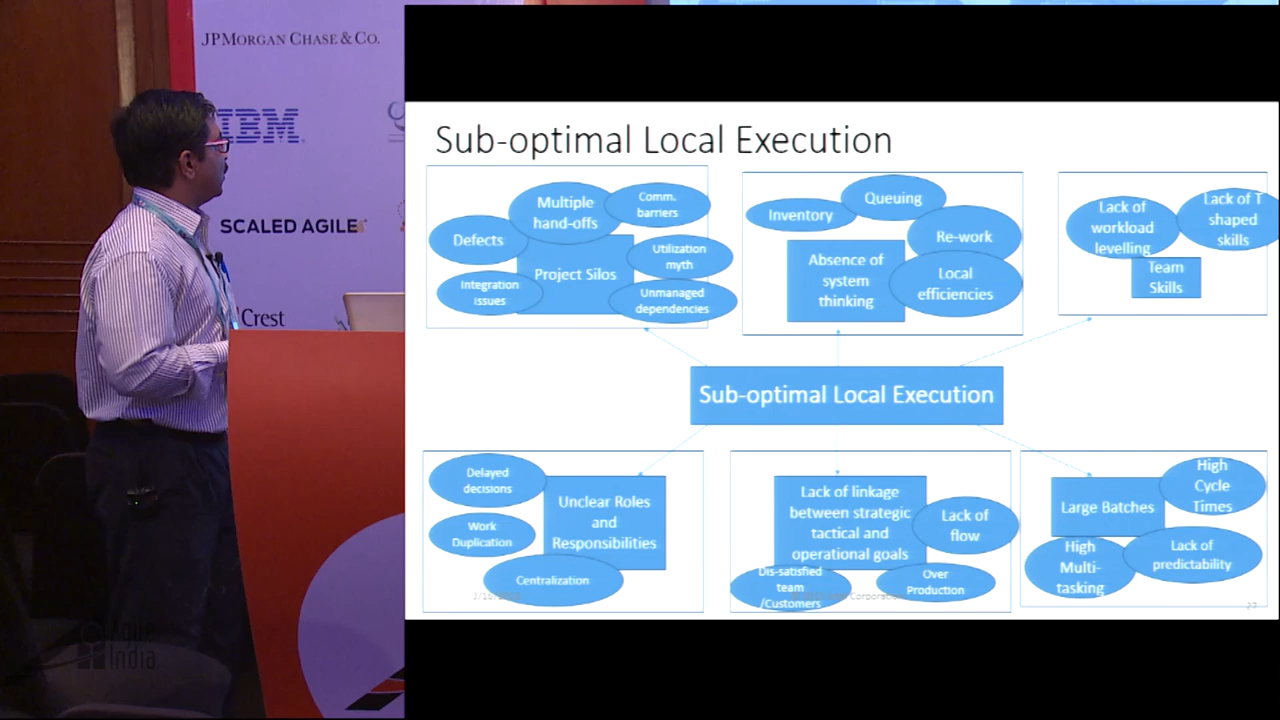 JPMORGAN CHASE & CO.
IBM
SCALED AGILE
Crest
Agile
India
Sub-optimal Local Execution
Multiple
hand-offs
Comm.
barriers
Defects
Utilization
myth
Project Silos
Integration
issues
Unmanaged
dependencies
Inventory
Queuing
Re-work
Absence of
system
thinking
Local
efficiencies
Lack of
workload
levelling
Lack of T
shaped
skills
Team
Skills
Sub-optimal Local Execution
Delayed
decisions
Unclear Roles
and
Responsibilities
Work
Duplication
Centralization
Lack of linkage
between strategic
tactical and
operational goals
Lack of
flow
Dis-satisfied
team
/Customers
Over
Production
Large Batches
High
Cycle
Times
High
Multi-
tasking
Lack of
predictability